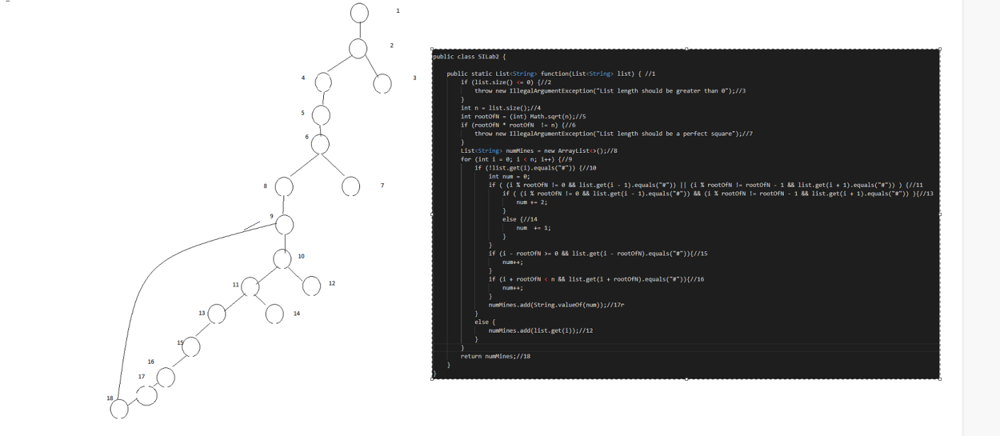 1
2
4
3
5
6
8
7
9
10
11
12
13
14
15
16
17
18
public class SILab2 {
public static List<String> function(List<String> list) { //1
if (list.size() <= 0) {//2
throw new IllegalArgumentException("List length should be greater than 0");//3
}
int n = list.size();//4
int rootOfN = (int) Math.sqrt(n);//5
if (rootOfN * rootOfN  != n) {//6
throw new IllegalArgumentException("List length should be a perfect square");//7
}
List<String> numMines = new ArrayList<>();//8
for (int i = 0; i < n; i++) {//9
if (!list.get(i).equals("#")) {//10
int num = 0;
if ( (i % rootOfN != 0 && list.get(i - 1).equals("#")) || (i % rootOfN != rootOfN - 1 && list.get(i + 1).equals("#")) ) {//11
if ( (i % rootOfN != 0 && list.get(i - 1).equals("#")) && (i % rootOfN != rootOfN - 1 && list.get(i + 1).equals("#")) ){//13
num += 2;
}
else {//14
num  += 1;
}
}
if (i - rootOfN >= 0 && list.get(i - rootOfN).equals("#")){//15
num++;
}
if (i + rootOfN < n && list.get(i + rootOfN).equals("#")){//16
num++;
}
numMines.add(String.valueOf(num));//17r
}
else {
numMines.add(list.get(i));//12
}
}
return numMines;//18
}
}